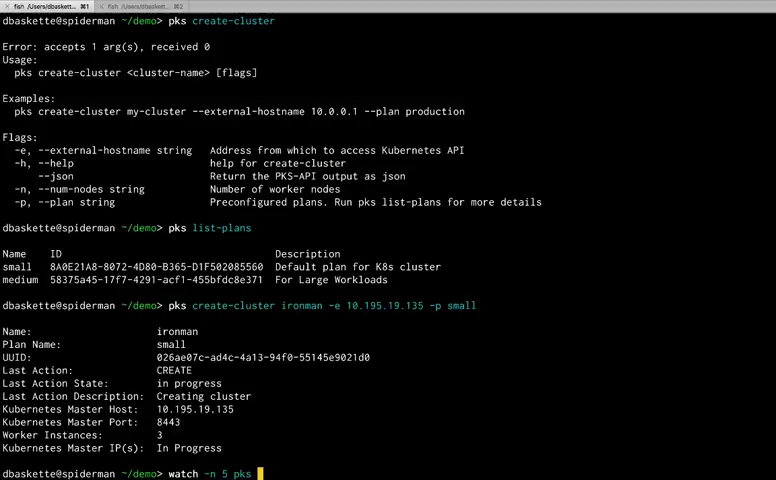 fish /Users/dbaskett... ⌘1
fish /Users/dbaskett... ⌘2
dbaskette@spiderman ~/demo> pks create-cluster
Error: accepts 1 arg(s), received 0
Usage:
  pks create-cluster <cluster-name> [flags]
Examples:
  pks create-cluster my-cluster --external-hostname 10.0.0.1 --plan production
Flags:
  -e, --external-hostname string   Address from which to access Kubernetes API
  -h, --help                       help for create-cluster
      --json                       Return the PKS-API output as json
  -n, --num-nodes string           Number of worker nodes
  -p, --plan string                Preconfigured plans. Run pks list-plans for more details
dbaskette@spiderman ~/demo> pks list-plans
Name    ID                                    Description
small   8A0E21A8-8072-4D80-B365-D1F502085560  Default plan for K8s cluster
medium  58375a45-17f7-4291-acf1-455bfdc8e371  For Large Workloads
dbaskette@spiderman ~/demo> pks create-cluster ironman -e 10.195.19.135 -p small
Name:                     ironman
Plan Name:                small
UUID:                     026ae07c-ad4c-4a13-94f0-55145e9021d0
Last Action:              CREATE
Last Action State:        in progress
Last Action Description:  Creating cluster
Kubernetes Master Host:   10.195.19.135
Kubernetes Master Port:   8443
Worker Instances:         3
Kubernetes Master IP(s):  In Progress
dbaskette@spiderman ~/demo> watch -n 5 pks